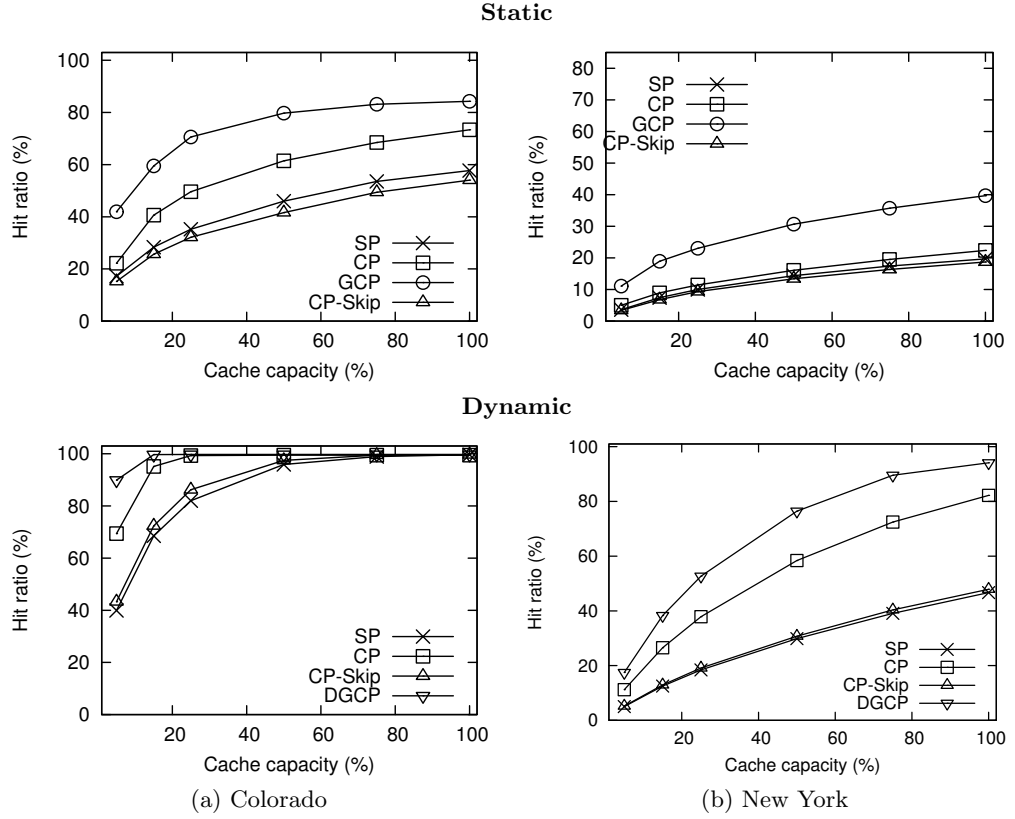 Static
100
80
60
40
20
0
20 40 60 80 100
Hit ratio (%)
Cache capacity (%)
SP
CP
GCP
CP-Skip
80
70
60
50
40
30
20
10
0
20 40 60 80 100
Hit ratio (%)
Cache capacity (%)
SP
CP
GCP
CP-Skip
Dynamic
100
80
60
40
20
0
20 40 60 80 100
Hit ratio (%)
Cache capacity (%)
SP
CP
CP-Skip
DGCP
(a) Colorado
100
80
60
40
20
0
20 40 60 80 100
Hit ratio (%)
Cache capacity (%)
SP
CP
CP-Skip
DGCP
(b) New York